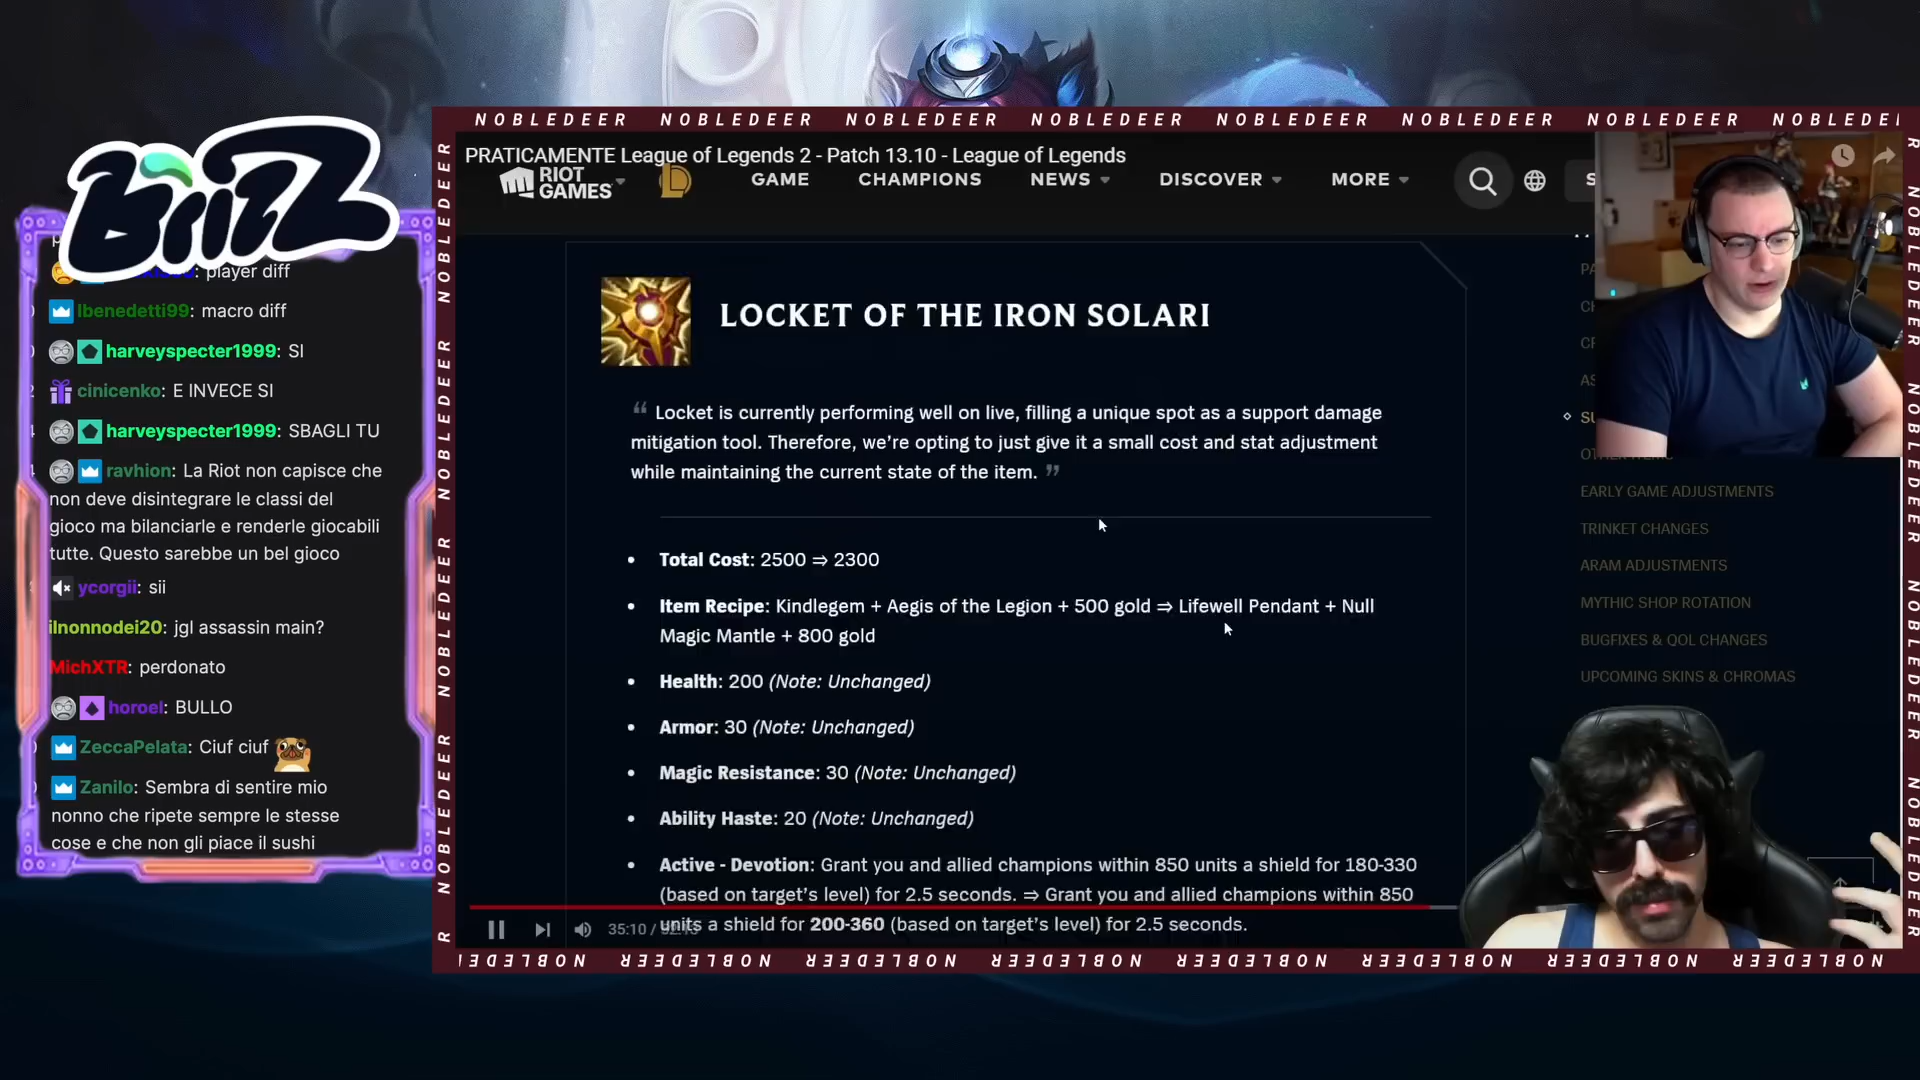 NOBLEDEER NOBLEDEER NOBLEDEER NOBLEDEER NOBLEDEER NOBLEDEER NOBLEDEER
BriZZ
: player diff
lbenedetti99: macro diff
harveyspecter1999: SI
cinicenko: E INVECE SI
harveyspecter1999: SBAGLI TU
ravhion: La Riot non capisce che
non deve disintegrare le classi del
gioco ma bilanciarle e renderle giocabili
tutte. Questo sarebbe un bel gioco
ycorgii: sii
ilnonnodei20: jgl assassin main?
MichXTR: perdonato
horoel: BULLO
ZeccaPelata: Ciuf ciuf
Zanilo: Sembra di sentire mio
nonno che ripete sempre le stesse
cose e che non gli piace il sushi
PRATICAMENTE League of Legends 2 - Patch 13.10 - League of Legends
RIOT GAMES GAME CHAMPIONS NEWS DISCOVER MORE
LOCKET OF THE IRON SOLARI
“ Locket is currently performing well on live, filling a unique spot as a support damage
mitigation tool. Therefore, we’re opting to just give it a small cost and stat adjustment
while maintaining the current state of the item. ”
• Total Cost: 2500 ⇒ 2300
• Item Recipe: Kindlegem + Aegis of the Legion + 500 gold ⇒ Lifewell Pendant + Null
Magic Mantle + 800 gold
• Health: 200 (Note: Unchanged)
• Armor: 30 (Note: Unchanged)
• Magic Resistance: 30 (Note: Unchanged)
• Ability Haste: 20 (Note: Unchanged)
• Active - Devotion: Grant you and allied champions within 850 units a shield for 180-330
(based on target’s level) for 2.5 seconds. ⇒ Grant you and allied champions within 850
units a shield for 200-360 (based on target’s level) for 2.5 seconds.
35:10 /
EARLY GAME ADJUSTMENTS
TRINKET CHANGES
ARAM ADJUSTMENTS
MYTHIC SHOP ROTATION
BUGFIXES & QOL CHANGES
UPCOMING SKINS & CHROMAS
NOBLEDEER NOBLEDEER NOBLEDEER NOBLEDEER NOBLEDEER NOBLEDEER NOBLEDEER NOBLEDEER